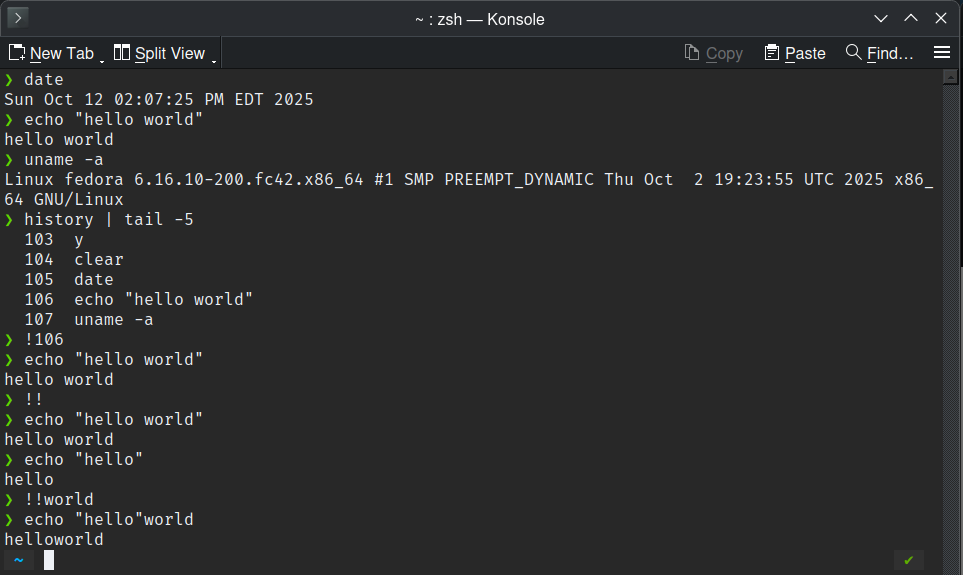 ~ : zsh — Konsole
New Tab Split View Copy Paste Find...
❯ date
Sun Oct 12 02:07:25 PM EDT 2025
❯ echo "hello world"
hello world
❯ uname -a
Linux fedora 6.16.10-200.fc42.x86_64 #1 SMP PREEMPT_DYNAMIC Thu Oct  2 19:23:55 UTC 2025 x86_
64 GNU/Linux
❯ history | tail -5
  103  y
  104  clear
  105  date
  106  echo "hello world"
  107  uname -a
❯ !106
❯ echo "hello world"
hello world
❯ !!
❯ echo "hello world"
hello world
❯ echo "hello"
hello
❯ !!world
❯ echo "hello"world
helloworld
~ ✔